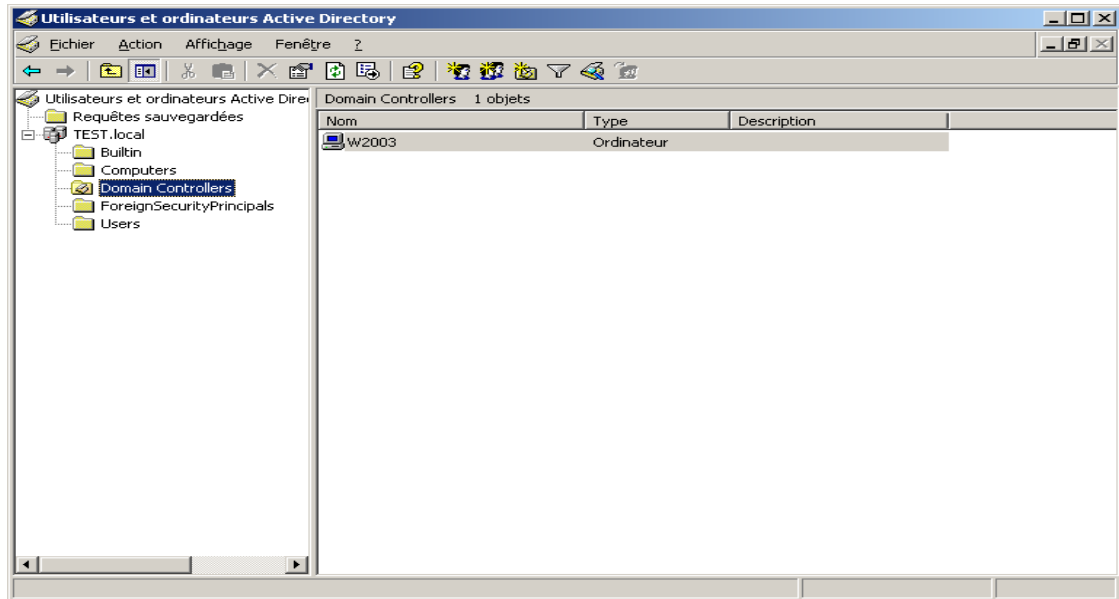 Utilisateurs et ordinateurs Active Directory
Fichier Action Affichage Fenêtre ?
Utilisateurs et ordinateurs Active Dire
Requêtes sauvegardées
TEST.local
Builtin
Computers
Domain Controllers
ForeignSecurityPrincipals
Users
Domain Controllers 1 objets
Nom Type Description
W2003 Ordinateur